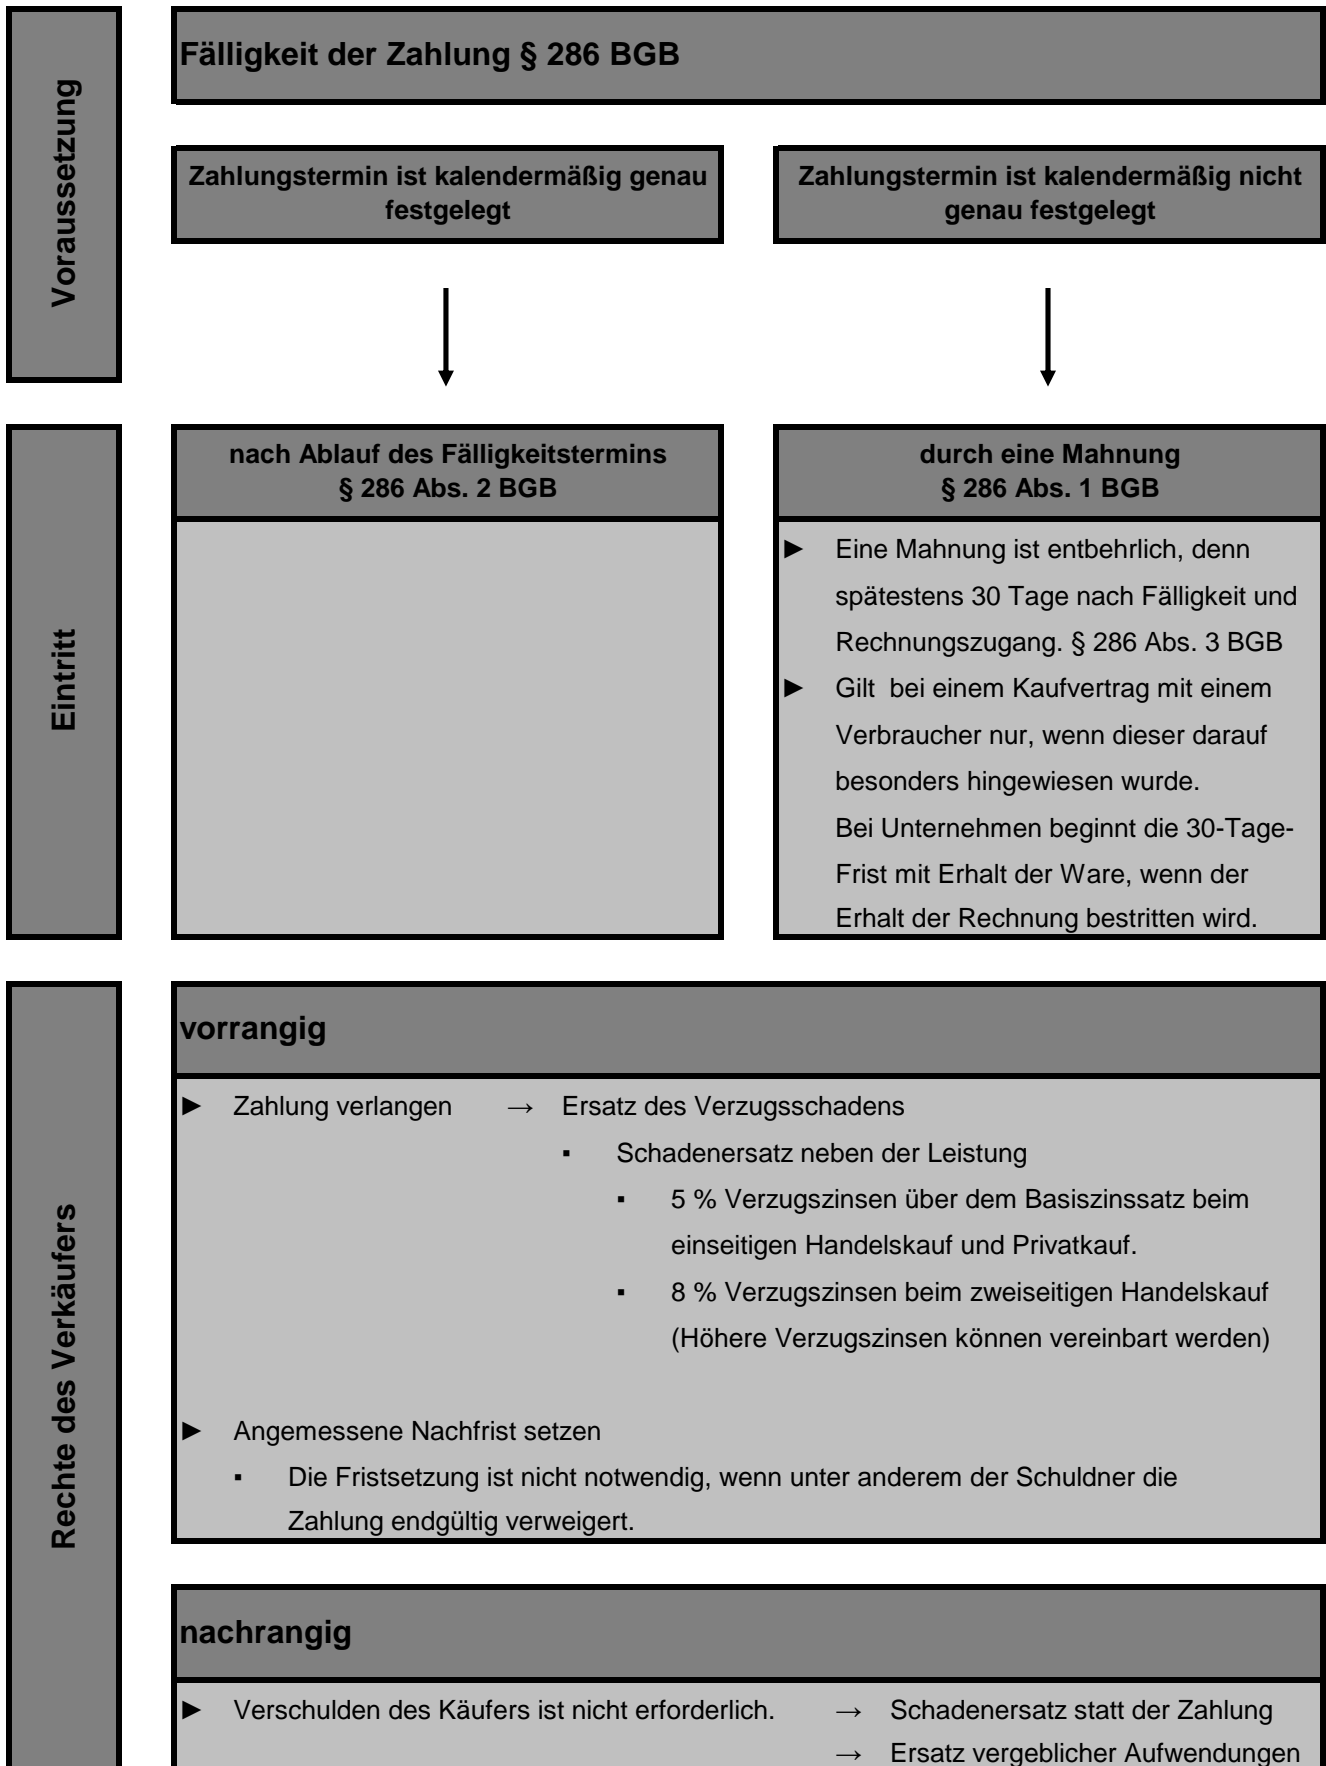 Voraussetzung
Fälligkeit der Zahlung § 286 BGB
Zahlungstermin ist kalendermäßig genau
festgelegt
Zahlungstermin ist kalendermäßig nicht
genau festgelegt
Eintritt
nach Ablauf des Fälligkeitstermins
§ 286 Abs. 2 BGB
durch eine Mahnung
§ 286 Abs. 1 BGB
► Eine Mahnung ist entbehrlich, denn
spätestens 30 Tage nach Fälligkeit und
Rechnungszugang. § 286 Abs. 3 BGB
► Gilt bei einem Kaufvertrag mit einem
Verbraucher nur, wenn dieser darauf
besonders hingewiesen wurde.
Bei Unternehmen beginnt die 30-Tage-
Frist mit Erhalt der Ware, wenn der
Erhalt der Rechnung bestritten wird.
Rechte des Verkäufers
vorrangig
► Zahlung verlangen → Ersatz des Verzugsschadens
▪ Schadenersatz neben der Leistung
▪ 5 % Verzugszinsen über dem Basiszinssatz beim
einseitigen Handelskauf und Privatkauf.
▪ 8 % Verzugszinsen beim zweiseitigen Handelskauf
(Höhere Verzugszinsen können vereinbart werden)
► Angemessene Nachfrist setzen
▪ Die Fristsetzung ist nicht notwendig, wenn unter anderem der Schuldner die
Zahlung endgültig verweigert.
nachrangig
► Verschulden des Käufers ist nicht erforderlich. → Schadenersatz statt der Zahlung
→ Ersatz vergeblicher Aufwendungen